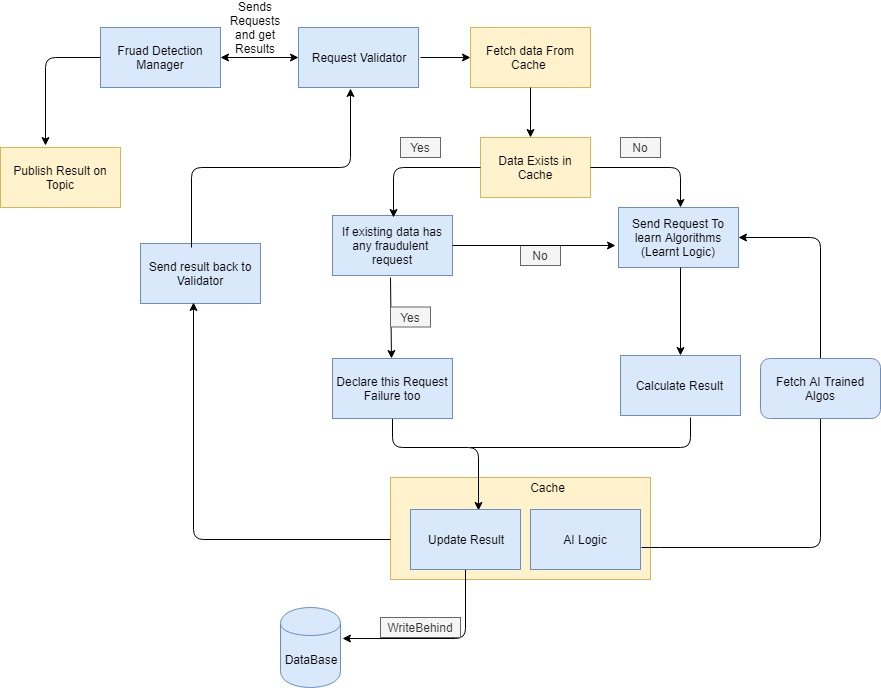 Sends
Requests
and get
Results
Fruad Detection
Manager
Request Validator
Fetch data From
Cache
Publish Result on
Topic
Yes
Data Exists in
Cache
No
If existing data has
any fraudulent
request
No
Send Request To
learn Algorithms
(Learnt Logic)
Send result back to
Validator
Yes
Declare this Request
Failure too
Calculate Result
Fetch AI Trained
Algos
Cache
Update Result
AI Logic
WriteBehind
DataBase